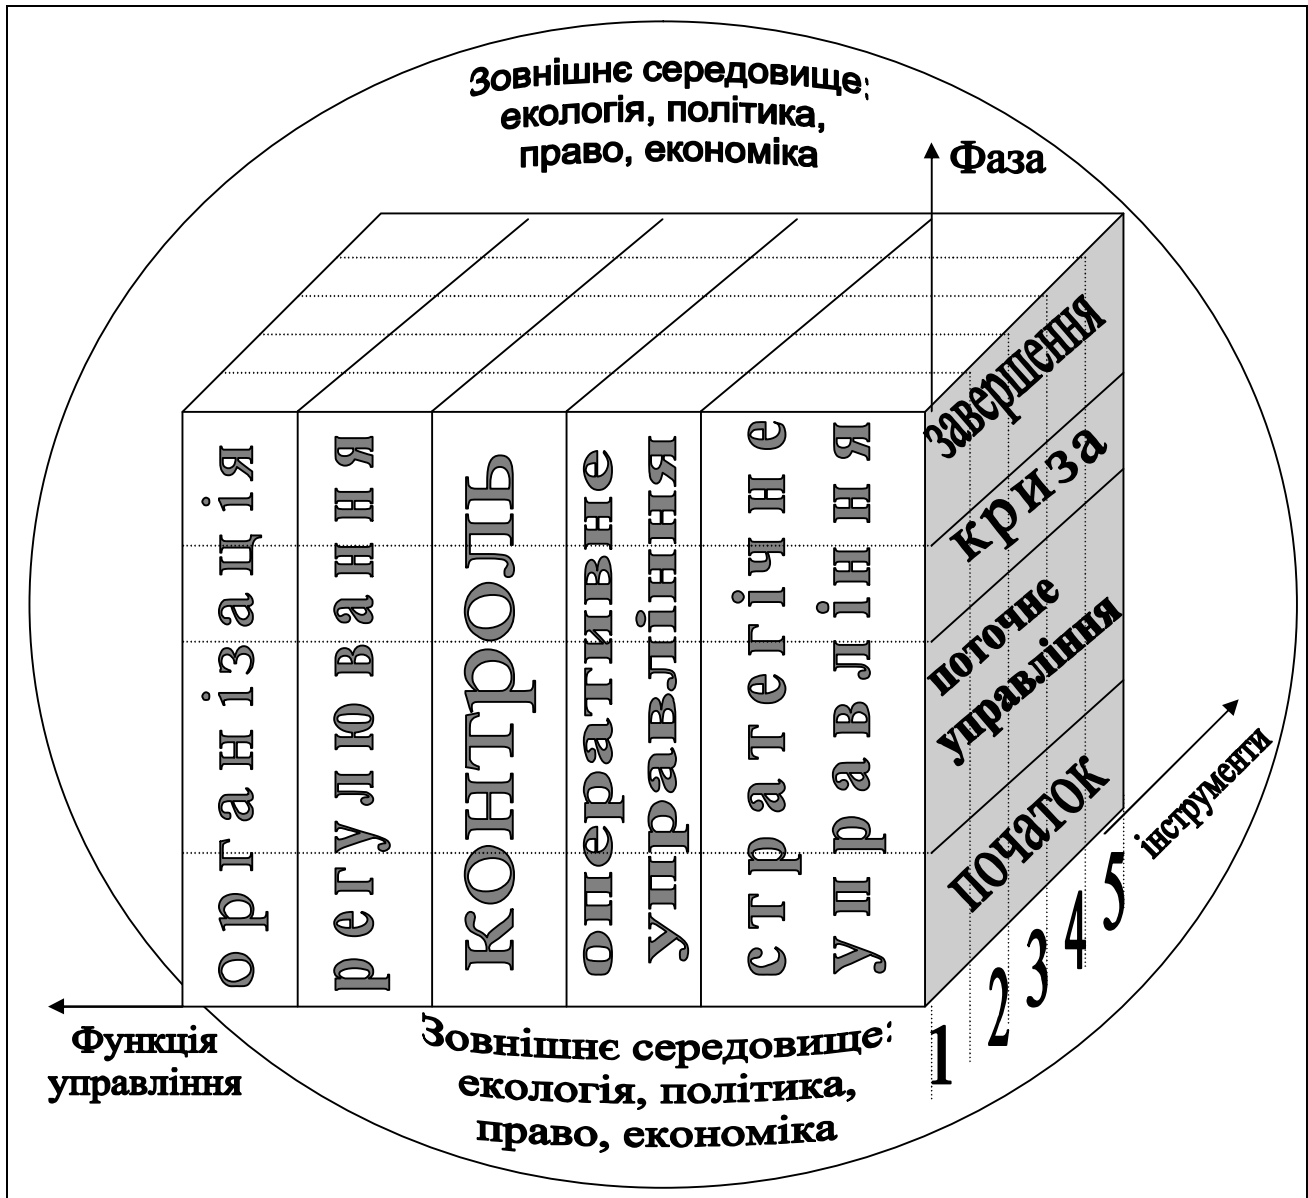 Зовнішнє середовище:
екологія, політика,
право, економіка
Фаза
завершення
криза
поточне
управління
початок
організація
регулювання
контроль
оперативне
управління
стратегічне
управління
інструменти
1
2
3
4
5
Функція
управління
Зовнішнє середовище:
екологія, політика,
право, економіка